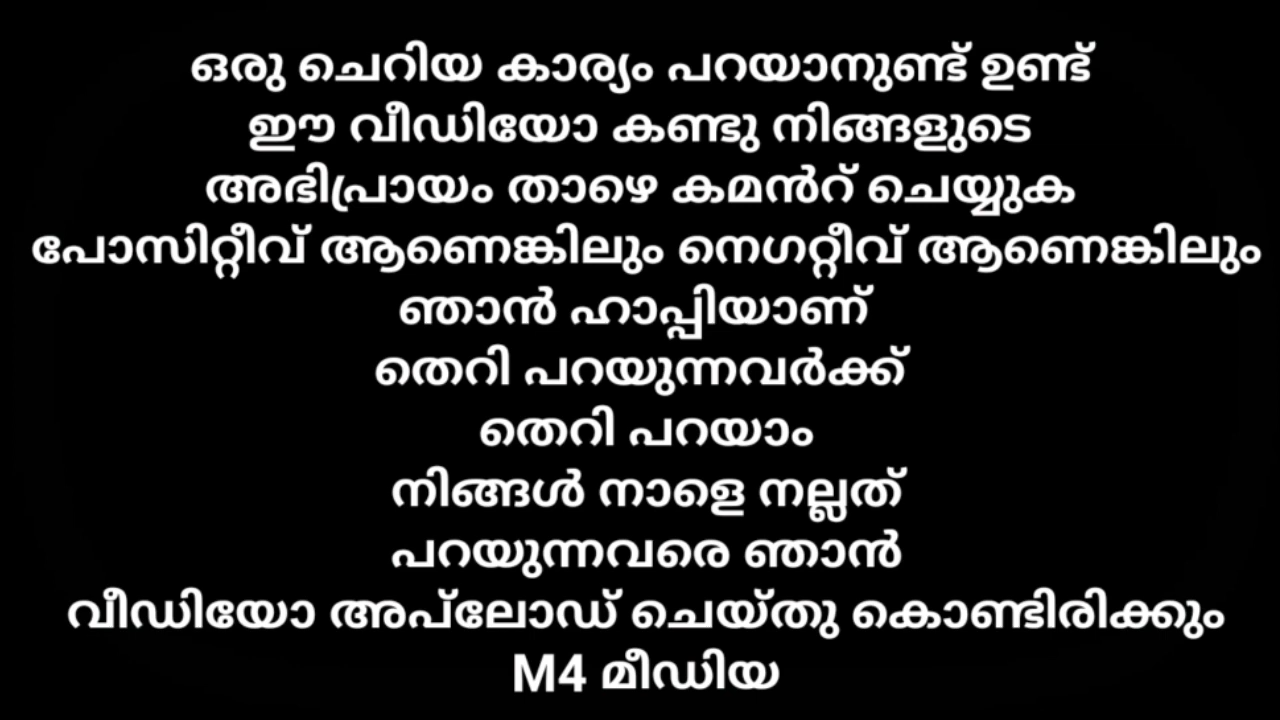 ഒരു ചെറിയ കാര്യം പറയാനുണ്ട് ഉണ്ട്
ഈ വീഡിയോ കണ്ടു നിങ്ങളുടെ
അഭിപ്രായം താഴെ കമൻറ് ചെയ്യുക
പോസിറ്റീവ് ആണെങ്കിലും നെഗറ്റീവ് ആണെങ്കിലും
ഞാൻ ഹാപ്പിയാണ്
തെറി പറയുന്നവർക്ക്
തെറി പറയാം
നിങ്ങൾ നാളെ നല്ലത്
പറയുന്നവരെ ഞാൻ
വീഡിയോ അപ്‌ലോഡ് ചെയ്തു കൊണ്ടിരിക്കും
M4 മീഡിയ